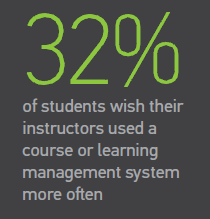 32%
of students wish their
instructors used a
course or learning
management system
more often